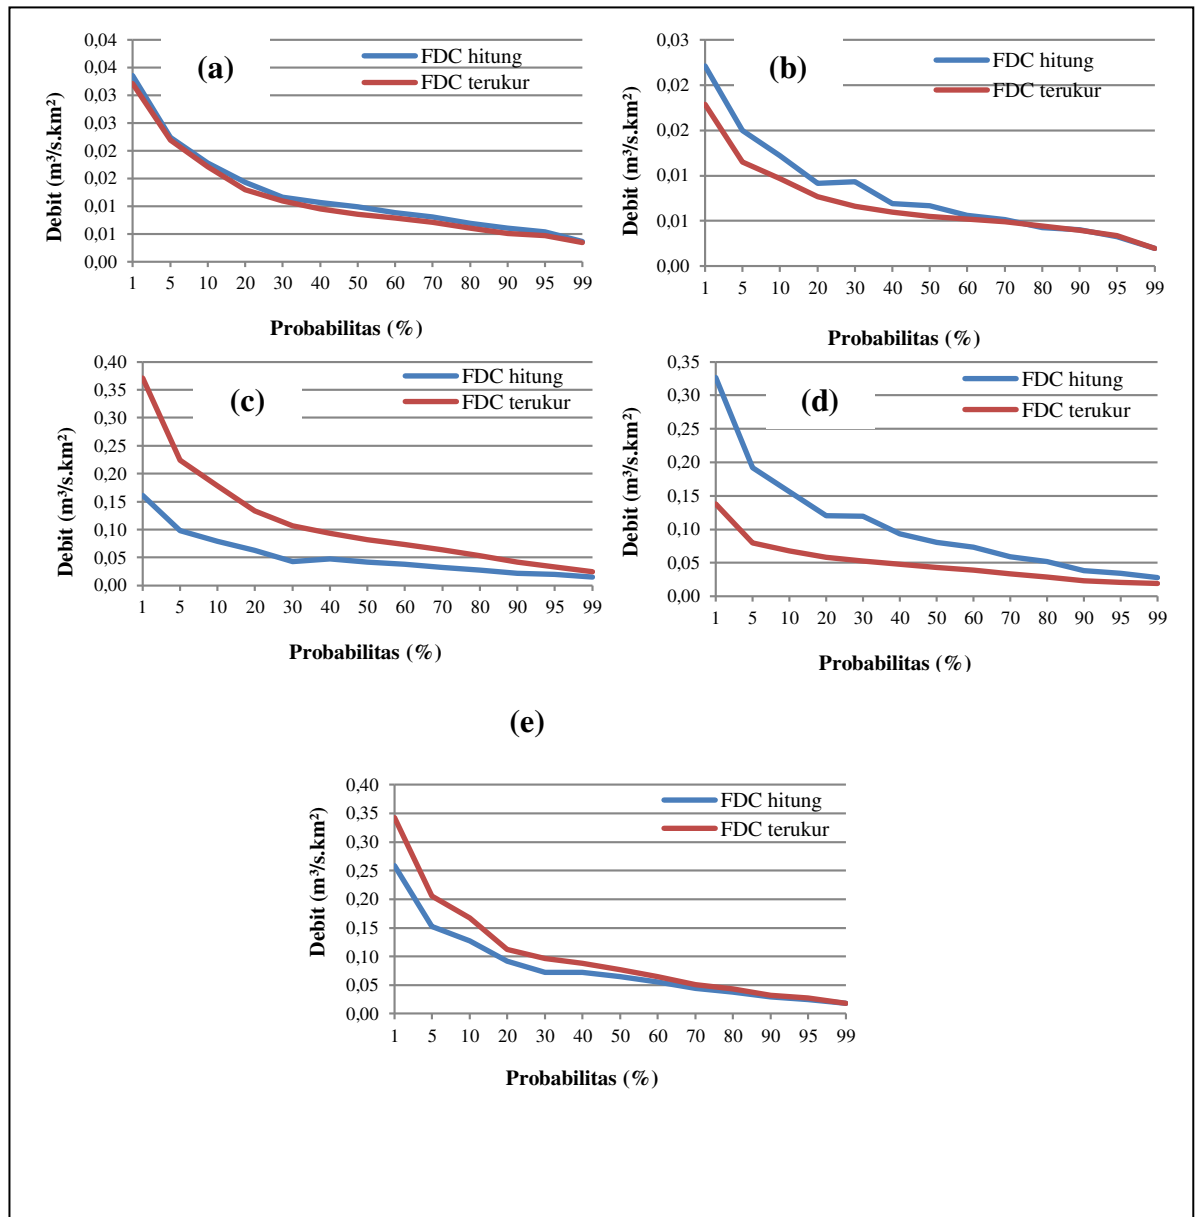 (a)
FDC hitung
FDC terukur
Debit (m³/s.km²)
0,04
0,04
0,03
0,03
0,02
0,02
0,01
0,01
0,00
1 5 10 20 30 40 50 60 70 80 90 95 99
Probabilitas (%)
(b)
FDC hitung
FDC terukur
Debit (m³/s.km²)
0,03
0,02
0,02
0,01
0,01
0,00
1 5 10 20 30 40 50 60 70 80 90 95 99
Probabilitas (%)
(c)
FDC hitung
FDC terukur
Debit (m³/s.km²)
0,40
0,35
0,30
0,25
0,20
0,15
0,10
0,05
0,00
1 5 10 20 30 40 50 60 70 80 90 95 99
Probabilitas (%)
(d)
FDC hitung
FDC terukur
Debit (m³/s.km²)
0,35
0,30
0,25
0,20
0,15
0,10
0,05
0,00
1 5 10 20 30 40 50 60 70 80 90 95 99
Probabilitas (%)
(e)
FDC hitung
FDC terukur
Debit (m³/s.km²)
0,40
0,35
0,30
0,25
0,20
0,15
0,10
0,05
0,00
1 5 10 20 30 40 50 60 70 80 90 95 99
Probabilitas (%)